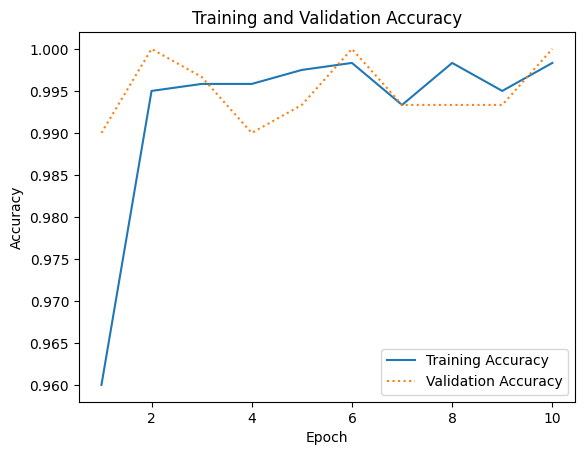 Training and Validation Accuracy
1.000
0.995
0.990
0.985
0.980
0.975
0.970
0.965
0.960
Accuracy
Training Accuracy
Validation Accuracy
2 4 6 8 10
Epoch